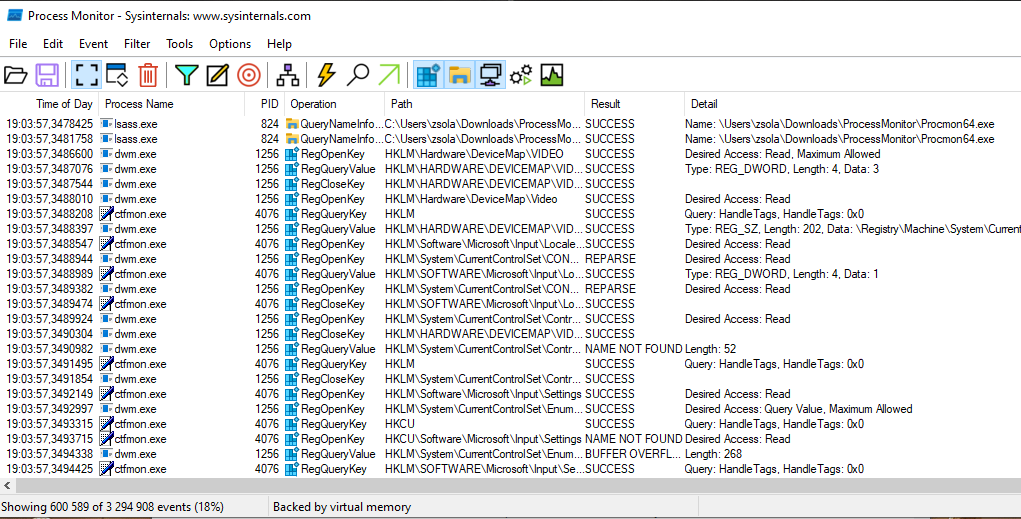 Process Monitor - Sysinternals: www.sysinternals.com
File Edit Event Filter Tools Options Help
Time of Day Process Name PID Operation Path Result Detail
19:03:57,3478425 lsass.exe 824 QueryNameInfo... C:\Users\zsola\Downloads\ProcessMo... SUCCESS Name: \Users\zsola\Downloads\ProcessMonitor\Procmon64.exe
19:03:57,3481758 lsass.exe 824 QueryNameInfo... C:\Users\zsola\Downloads\ProcessMo... SUCCESS Name: \Users\zsola\Downloads\ProcessMonitor\Procmon64.exe
19:03:57,3486600 dwm.exe 1256 RegOpenKey HKLM\Hardware\DeviceMap\VIDEO SUCCESS Desired Access: Read, Maximum Allowed
19:03:57,3487076 dwm.exe 1256 RegQueryValue HKLM\HARDWARE\DEVICEMAP\VID... SUCCESS Type: REG_DWORD, Length: 4, Data: 3
19:03:57,3487544 dwm.exe 1256 RegCloseKey HKLM\HARDWARE\DEVICEMAP\VID... SUCCESS
19:03:57,3488010 dwm.exe 1256 RegOpenKey HKLM\Hardware\DeviceMap\Video SUCCESS Desired Access: Read
19:03:57,3488208 ctfmon.exe 4076 RegQueryKey HKLM SUCCESS Query: HandleTags, HandleTags: 0x0
19:03:57,3488397 dwm.exe 1256 RegQueryValue HKLM\HARDWARE\DEVICEMAP\VID... SUCCESS Type: REG_SZ, Length: 202, Data: \Registry\Machine\System\Current
19:03:57,3488547 ctfmon.exe 4076 RegOpenKey HKLM\Software\Microsoft\Input\Locale... SUCCESS Desired Access: Read
19:03:57,3488944 dwm.exe 1256 RegOpenKey HKLM\System\CurrentControlSet\CON... REPARSE Desired Access: Read
19:03:57,3488989 ctfmon.exe 4076 RegQueryValue HKLM\SOFTWARE\Microsoft\Input\Lo... SUCCESS Type: REG_DWORD, Length: 4, Data: 1
19:03:57,3489382 dwm.exe 1256 RegOpenKey HKLM\System\CurrentControlSet\CON... REPARSE Desired Access: Read
19:03:57,3489474 ctfmon.exe 4076 RegCloseKey HKLM\SOFTWARE\Microsoft\Input\Lo... SUCCESS
19:03:57,3489924 dwm.exe 1256 RegOpenKey HKLM\System\CurrentControlSet\Contr... SUCCESS Desired Access: Read
19:03:57,3490304 dwm.exe 1256 RegCloseKey HKLM\HARDWARE\DEVICEMAP\VID... SUCCESS
19:03:57,3490982 dwm.exe 1256 RegQueryValue HKLM\System\CurrentControlSet\Contr... NAME NOT FOUND Length: 52
19:03:57,3491495 ctfmon.exe 4076 RegQueryKey HKLM SUCCESS Query: HandleTags, HandleTags: 0x0
19:03:57,3491854 dwm.exe 1256 RegCloseKey HKLM\System\CurrentControlSet\Contr... SUCCESS
19:03:57,3492149 ctfmon.exe 4076 RegOpenKey HKLM\Software\Microsoft\Input\Settings SUCCESS Desired Access: Read
19:03:57,3492997 dwm.exe 1256 RegOpenKey HKLM\System\CurrentControlSet\Enum... SUCCESS Desired Access: Query Value, Maximum Allowed
19:03:57,3493315 ctfmon.exe 4076 RegQueryKey HKCU SUCCESS Query: HandleTags, HandleTags: 0x0
19:03:57,3493715 ctfmon.exe 4076 RegOpenKey HKCU\Software\Microsoft\Input\Settings NAME NOT FOUND Desired Access: Read
19:03:57,3494338 dwm.exe 1256 RegQueryValue HKLM\System\CurrentControlSet\Enum... BUFFER OVERFL... Length: 268
19:03:57,3494425 ctfmon.exe 4076 RegQueryKey HKLM\SOFTWARE\Microsoft\Input\Se... SUCCESS Query: HandleTags, HandleTags: 0x0
Showing 600 589 of 3 294 908 events (18%) Backed by virtual memory